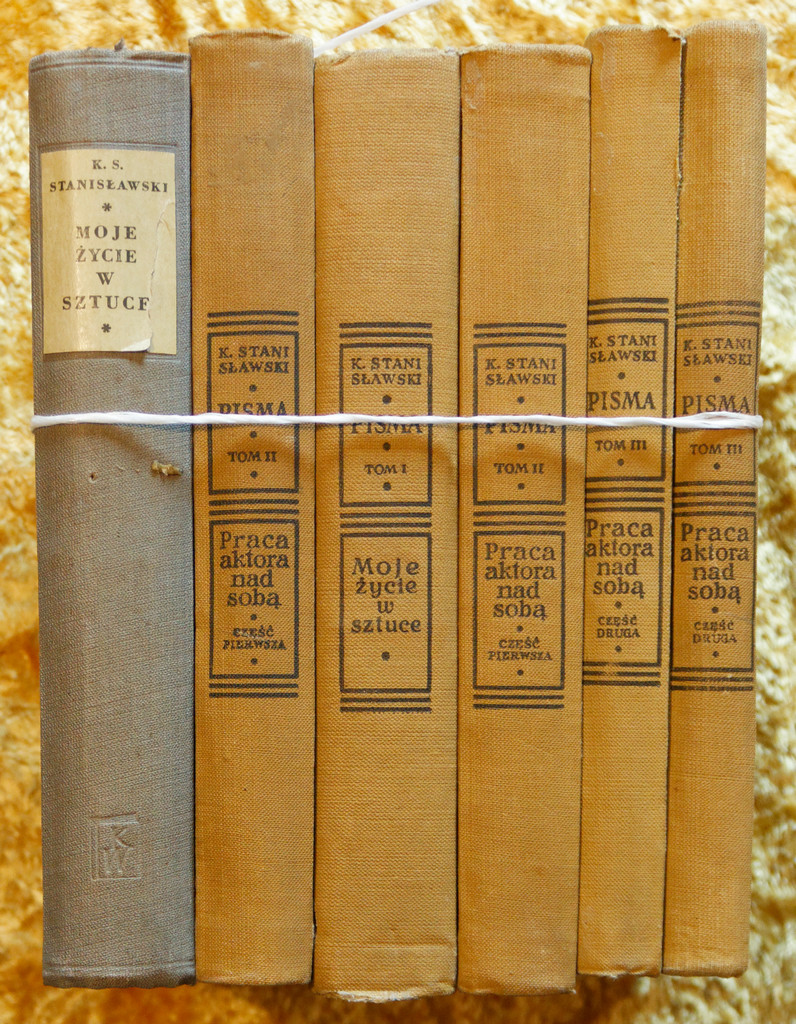 K. S.
STANISŁAWSKI
*
MOJE
ŻYCIE
W
SZTUCE
*
KW
K. STANI
SŁAWSKI
•
PISMA
•
TOM II
•
Praca
aktora
nad
sobą
•
CZĘŚĆ
PIERWSZA
•
K. STANI
SŁAWSKI
•
PISMA
•
TOM I
•
Moje
życie
w
sztuce
•
K. STANI
SŁAWSKI
•
PISMA
•
TOM II
•
Praca
aktora
nad
sobą
•
CZĘŚĆ
PIERWSZA
•
K. STANI
SŁAWSKI
•
PISMA
TOM III
•
Praca
aktora
nad
sobą
•
CZĘŚĆ
DRUGA
•
K. STANI
SŁAWSKI
•
PISMA
TOM III
•
Praca
aktora
nad
sobą
•
CZĘŚĆ
DRUGA
•